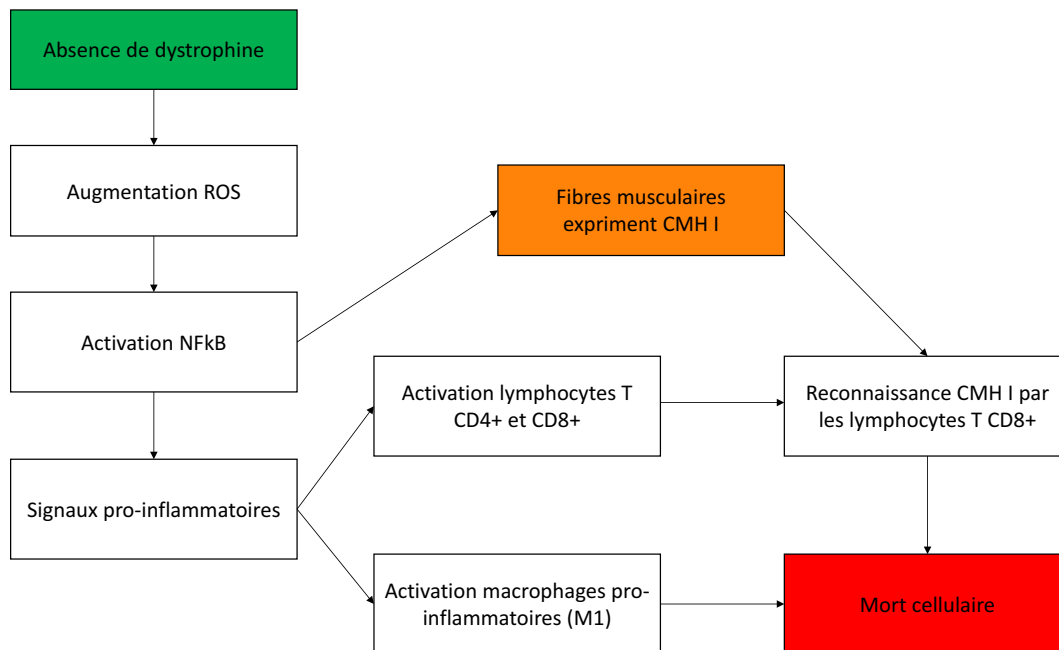 Absence de dystrophine
Augmentation ROS
Fibres musculaires
expriment CMH I
Activation NFkB
Activation lymphocytes T
CD4+ et CD8+
Reconnaissance CMH I par
les lymphocytes T CD8+
Signaux pro-inflammatoires
Activation macrophages pro-
inflammatoires (M1)
Mort cellulaire